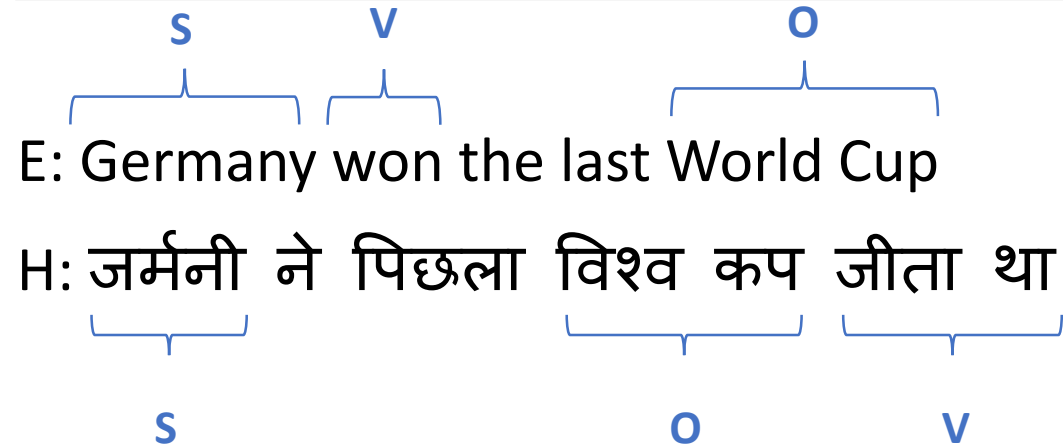 S V O
E: Germany won the last World Cup
H: जर्मनी ने पिछला विश्व कप जीता था
S O V